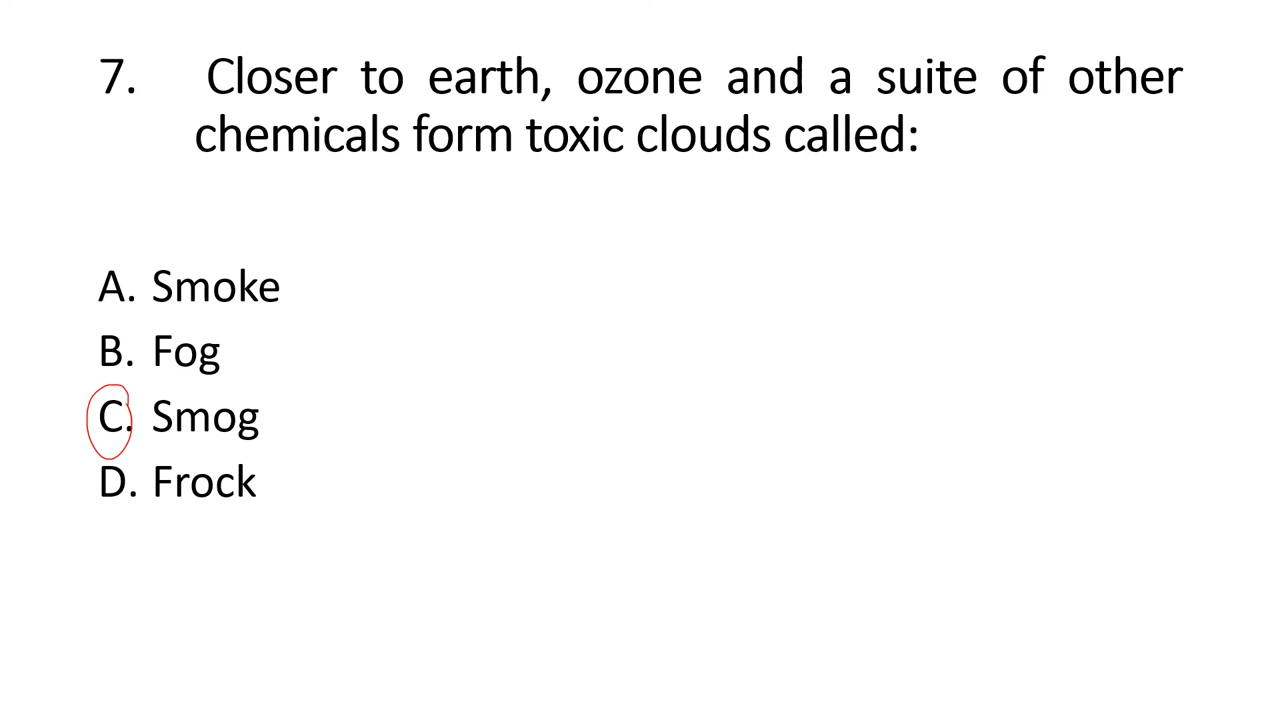 7. Closer to earth, ozone and a suite of other
chemicals form toxic clouds called:
A. Smoke
B. Fog
C. Smog
D. Frock